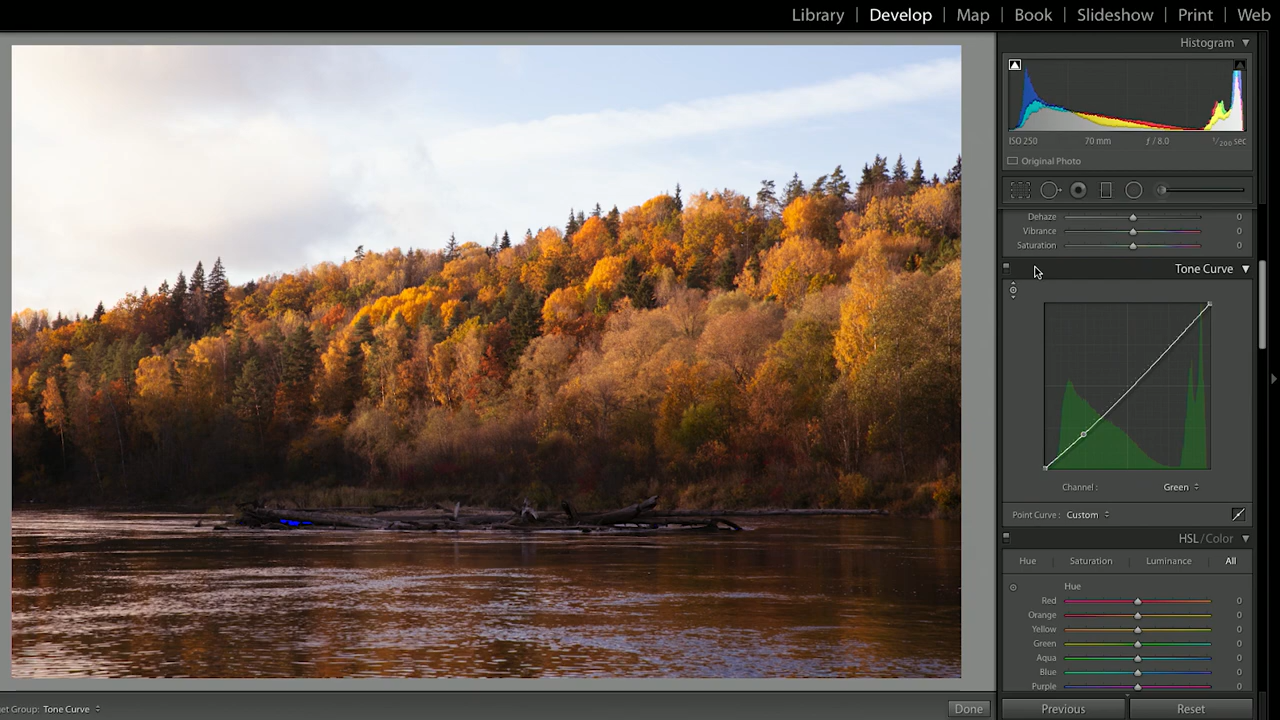 Library | Develop | Map | Book | Slideshow | Print | Web
Histogram
ISO 250 70 mm ƒ / 8.0 1/200 sec
Original Photo
Dehaze 0
Vibrance 0
Saturation 0
Tone Curve
Channel : Green
Point Curve : Custom
HSL / Color
Hue Saturation Luminance All
Hue
Red 0
Orange 0
Yellow 0
Green 0
Aqua 0
Blue 0
Purple 0
et Group: Tone Curve Done Previous Reset